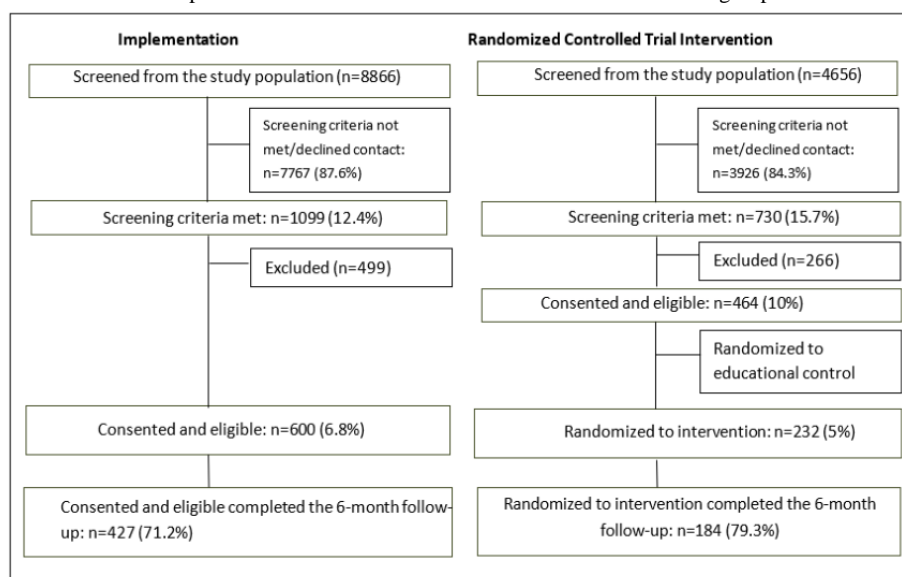 Implementation
Screened from the study population (n=8866)
Screening criteria not
met/declined contact:
n=7767 (87.6%)
Screening criteria met: n=1099 (12.4%)
Excluded (n=499)
Consented and eligible: n=600 (6.8%)
Consented and eligible completed the 6-month follow-
up: n=427 (71.2%)
Randomized Controlled Trial Intervention
Screened from the study population (n=4656)
Screening criteria not
met/declined contact:
n=3926 (84.3%)
Screening criteria met: n=730 (15.7%)
Excluded (n=266)
Consented and eligible: n=464 (10%)
Randomized to
educational control
Randomized to intervention: n=232 (5%)
Randomized to intervention completed the 6-month
follow-up: n=184 (79.3%)